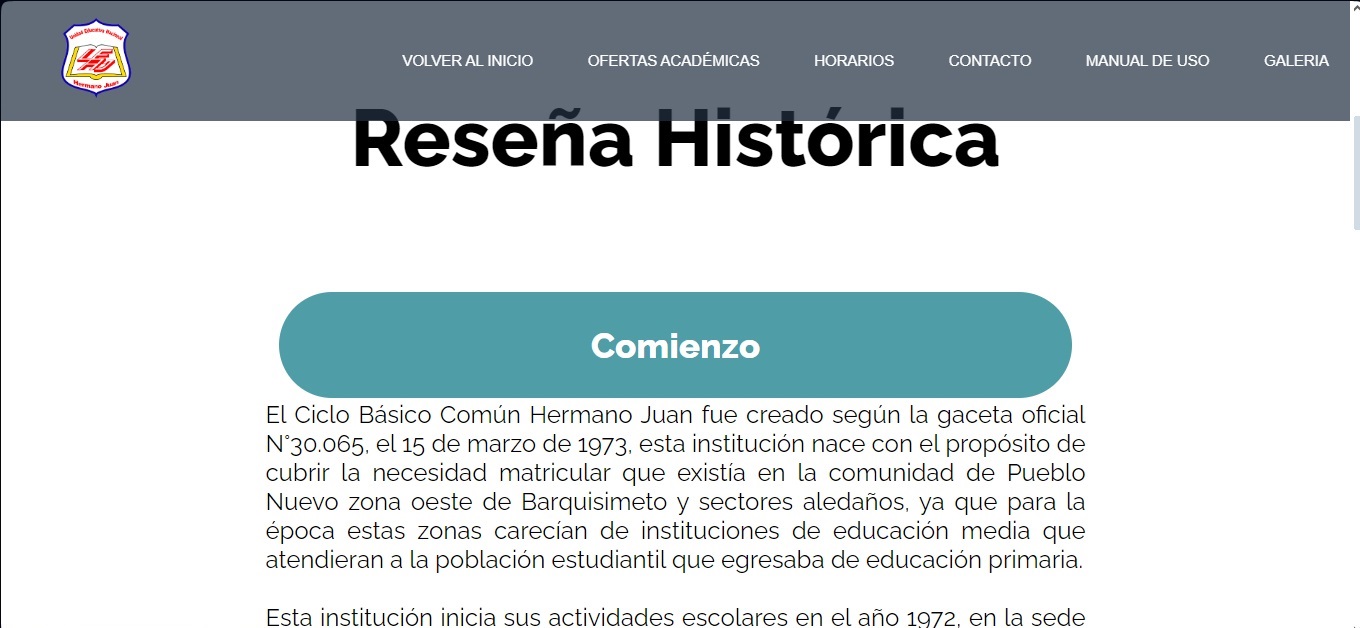 Unidad Educativa Nacional
Hermano Juan
VOLVER AL INICIO
OFERTAS ACADÉMICAS
HORARIOS
CONTACTO
MANUAL DE USO
GALERIA
Reseña Histórica
Comienzo
El Ciclo Básico Común Hermano Juan fue creado según la gaceta oficial
N°30.065, el 15 de marzo de 1973, esta institución nace con el propósito de
cubrir la necesidad matricular que existía en la comunidad de Pueblo
Nuevo zona oeste de Barquisimeto y sectores aledaños, ya que para la
época estas zonas carecían de instituciones de educación media que
atendieran a la población estudiantil que egresaba de educación primaria.
Esta institución inicia sus actividades escolares en el año 1972, en la sede